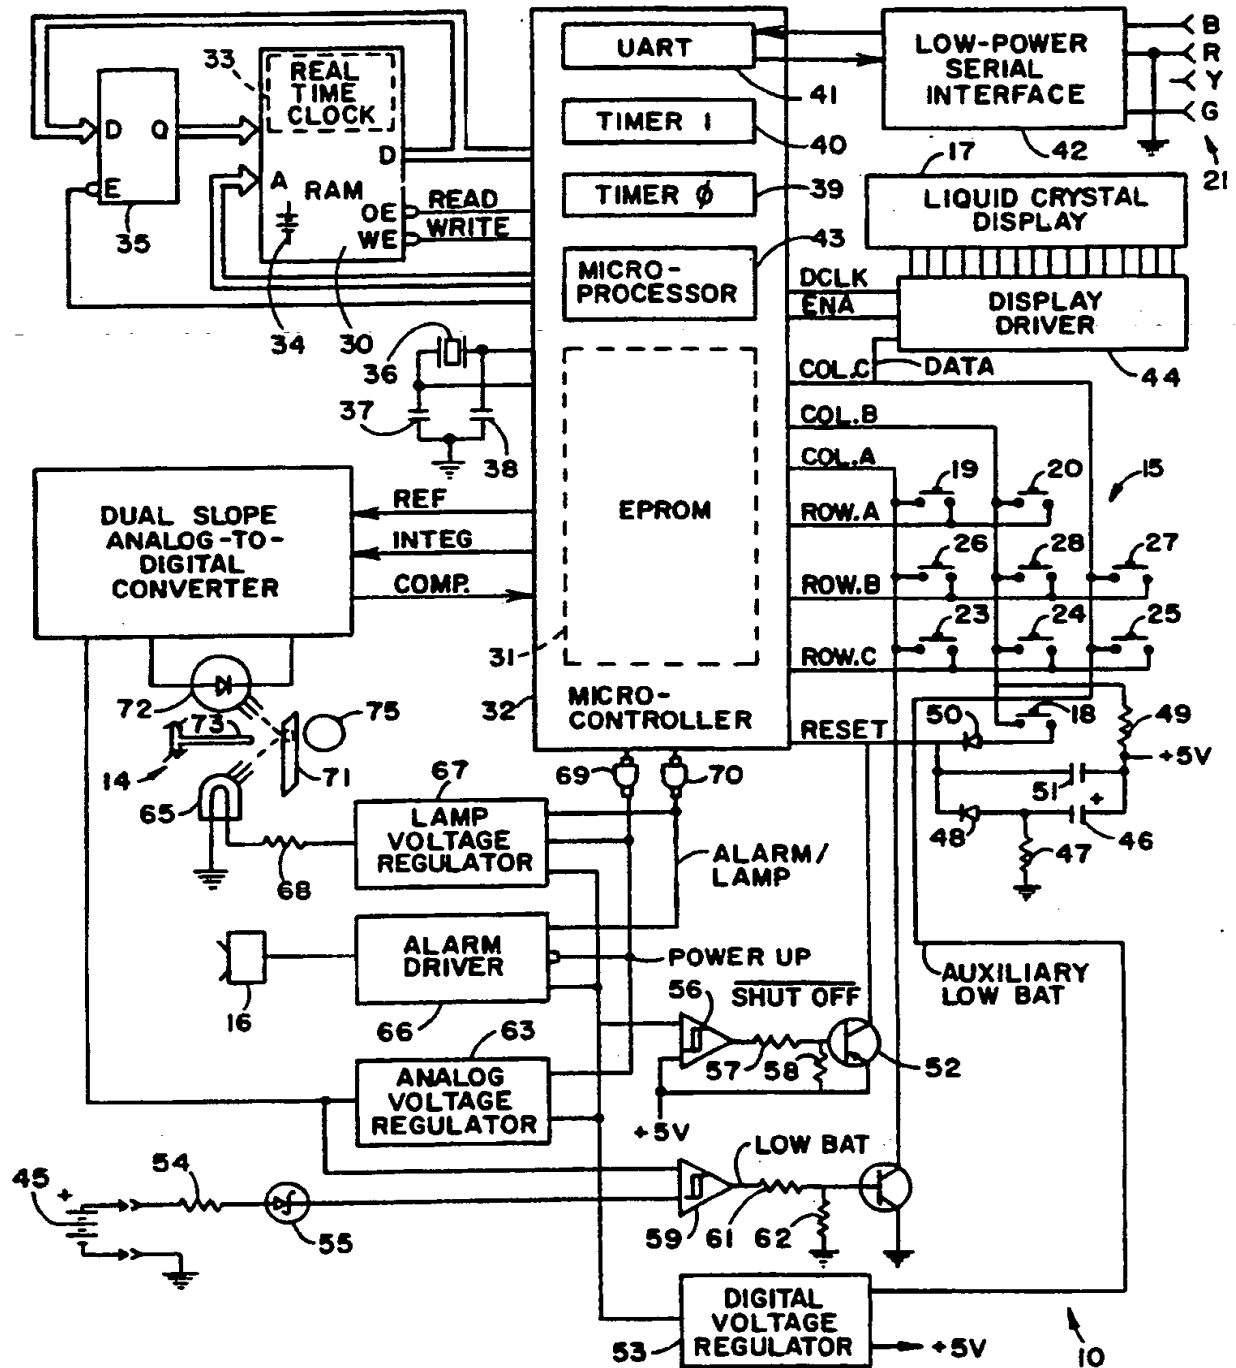 UART
41
TIMER 1
40
TIMER Ø
39
43
MICRO-
PROCESSOR
EPROM
31
32
MICRO-
CONTROLLER
33
REAL
TIME
CLOCK
D
Q
E
35
A
RAM
D
OE
WE
READ
WRITE
34
30
36
37
38
LOW-POWER
SERIAL
INTERFACE
42
B
R
Y
G
21
17
LIQUID CRYSTAL
DISPLAY
DCLK
ENA
DISPLAY
DRIVER
44
COL.C
DATA
COL.B
COL.A
19
20
15
ROW.A
26
28
27
ROW.B
23
24
25
ROW.C
RESET
50
18
49
+5V
51
+
48
47
46
DUAL SLOPE
ANALOG-TO-
DIGITAL
CONVERTER
REF
INTEG
COMP.
72
73
75
14
71
65
68
67
69
70
LAMP
VOLTAGE
REGULATOR
ALARM/
LAMP
ALARM
DRIVER
16
66
POWER UP
SHUT OFF
AUXILIARY
LOW BAT
56
57
58
52
+5V
63
ANALOG
VOLTAGE
REGULATOR
LOW BAT
54
45
+
55
59
61
62
DIGITAL
VOLTAGE
REGULATOR
53
+5V
10